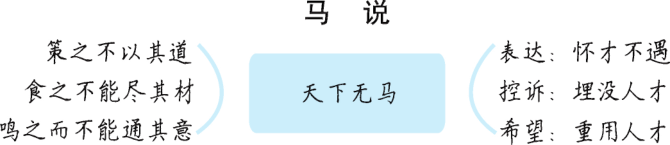 马 说
策之不以其道
食之不能尽其材
鸣之而不能通其意
天下无马
表达：怀才不遇
控诉：埋没人才
希望：重用人才